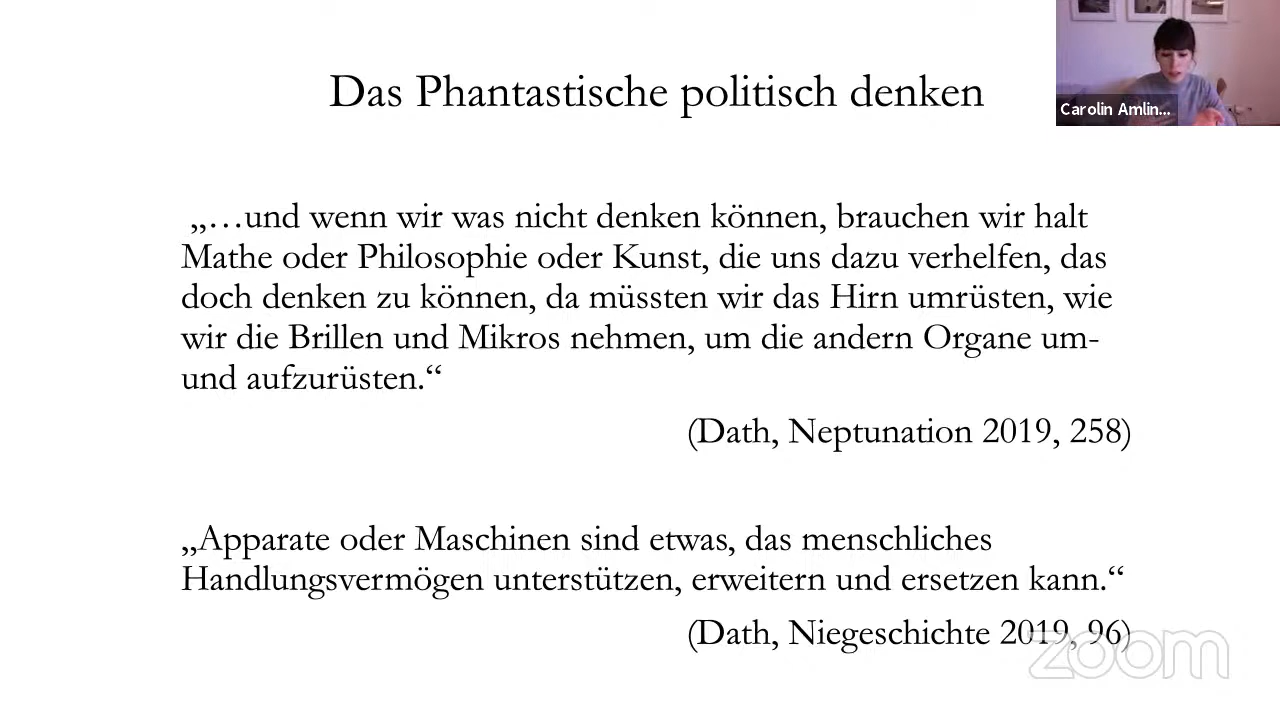 Das Phantastische politisch denken
Carolin Amlin...
„…und wenn wir was nicht denken können, brauchen wir halt
Mathe oder Philosophie oder Kunst, die uns dazu verhelfen, das
doch denken zu können, da müssten wir das Hirn umrüsten, wie
wir die Brillen und Mikros nehmen, um die andern Organe um-
und aufzurüsten.“
(Dath, Neptunation 2019, 258)
„Apparate oder Maschinen sind etwas, das menschliches
Handlungsvermögen unterstützen, erweitern und ersetzen kann.“
(Dath, Niegeschichte 2019, 96)
zoom